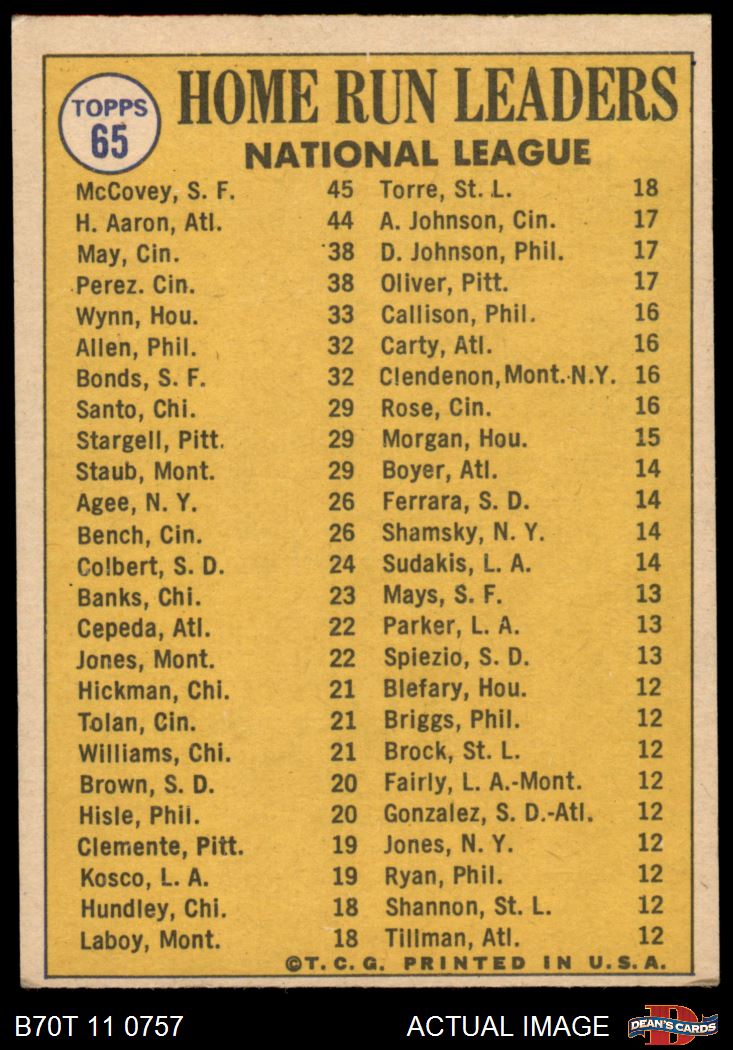 TOPPS
65
HOME RUN LEADERS
NATIONAL LEAGUE
McCovey, S. F. 45
H. Aaron, Atl. 44
May, Cin. 38
Perez. Cin. 38
Wynn, Hou. 33
Allen, Phil. 32
Bonds, S. F. 32
Santo, Chi. 29
Stargell, Pitt. 29
Staub, Mont. 29
Agee, N. Y. 26
Bench, Cin. 26
Colbert, S. D. 24
Banks, Chi. 23
Cepeda, Atl. 22
Jones, Mont. 22
Hickman, Chi. 21
Tolan, Cin. 21
Williams, Chi. 21
Brown, S. D. 20
Hisle, Phil. 20
Clemente, Pitt. 19
Kosco, L. A. 19
Hundley, Chi. 18
Laboy, Mont. 18
Torre, St. L. 18
A. Johnson, Cin. 17
D. Johnson, Phil. 17
Oliver, Pitt. 17
Callison, Phil. 16
Carty, Atl. 16
Clendenon, Mont.-N.Y. 16
Rose, Cin. 16
Morgan, Hou. 15
Boyer, Atl. 14
Ferrara, S. D. 14
Shamsky, N. Y. 14
Sudakis, L. A. 14
Mays, S. F. 13
Parker, L. A. 13
Spiezio, S. D. 13
Blefary, Hou. 12
Briggs, Phil. 12
Brock, St. L. 12
Fairly, L. A.-Mont. 12
Gonzalez, S. D.-Atl. 12
Jones, N. Y. 12
Ryan, Phil. 12
Shannon, St. L. 12
Tillman, Atl. 12
©T. C. G. PRINTED IN U.S.A.
B70T 11 0757
ACTUAL IMAGE
D
DEAN'S CARDS